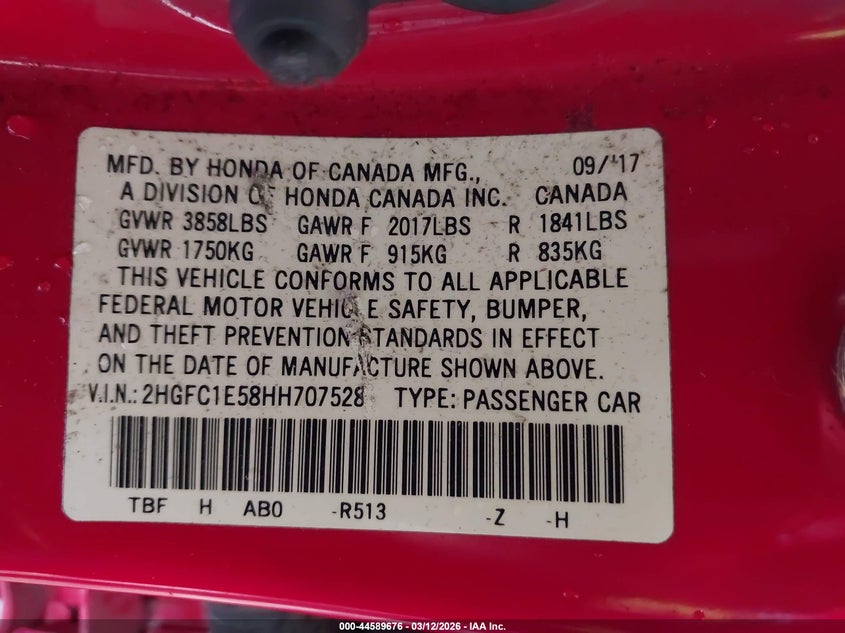 MFD. BY HONDA OF CANADA MFG., 09/'17
A DIVISION OF HONDA CANADA INC. CANADA
GVWR 3858LBS GAWR F 2017LBS R 1841LBS
GVWR 1750KG GAWR F 915KG R 835KG
THIS VEHICLE CONFORMS TO ALL APPLICABLE
FEDERAL MOTOR VEHICLE SAFETY, BUMPER,
AND THEFT PREVENTION STANDARDS IN EFFECT
ON THE DATE OF MANUFACTURE SHOWN ABOVE.
V.I.N.: 2HGFC1E58HH707528 TYPE: PASSENGER CAR
TBF H AB0 -R513 -Z -H
000-44589676 - 03/12/2026 - IAA Inc.